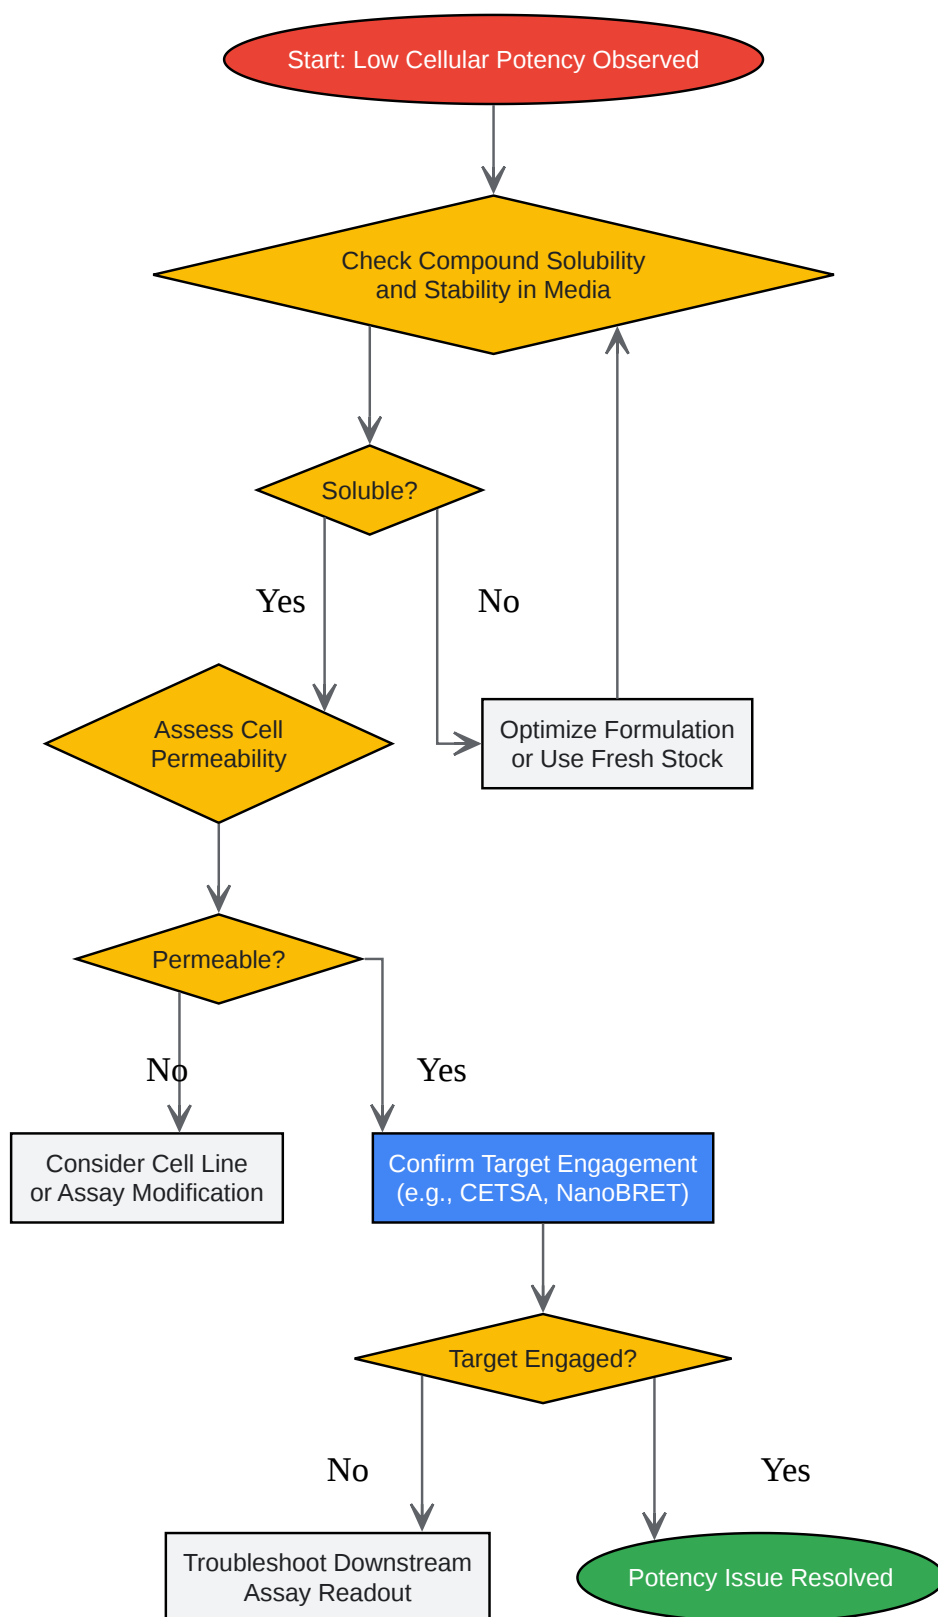 Start: Low Cellular Potency Observed
Check Compound Solubility
and Stability in Media
Soluble?
Yes
No
Assess Cell
Permeability
Optimize Formulation
or Use Fresh Stock
Permeable?
No
Yes
Consider Cell Line
or Assay Modification
Confirm Target Engagement
(e.g., CETSA, NanoBRET)
Target Engaged?
No
Yes
Troubleshoot Downstream
Assay Readout
Potency Issue Resolved